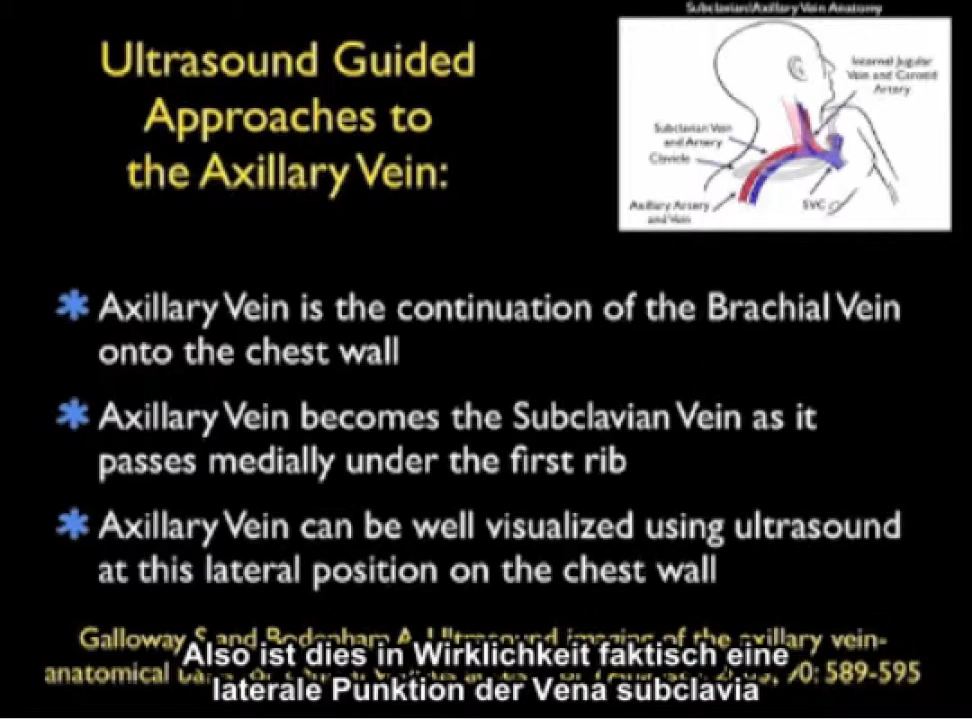 Subclavian/Axillary Vein Anatomy
Ultrasound Guided
Approaches to
the Axillary Vein:
Internal Jugular
Vein and Carotid
Artery
Subclavian Vein
and Artery
Clavicle
Axillary Artery
and Vein
SVC
Axillary Vein is the continuation of the Brachial Vein
onto the chest wall
Axillary Vein becomes the Subclavian Vein as it
passes medially under the first rib
Axillary Vein can be well visualized using ultrasound
at this lateral position on the chest wall
Galloway S and Bodenham A. Ultrasound imaging of the axillary vein-
anatomical 70: 589-595
Also ist dies in Wirklichkeit faktisch eine
laterale Punktion der Vena subclavia